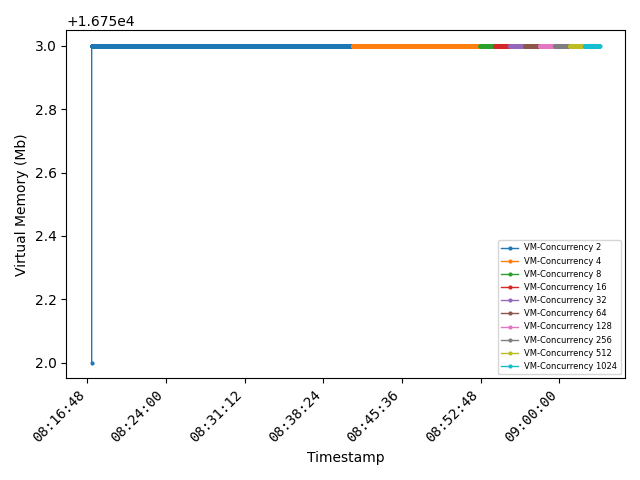 +1.675e4
3.0
2.8
2.6
2.4
2.2
2.0
Virtual Memory (Mb)
VM-Concurrency 2
VM-Concurrency 4
VM-Concurrency 8
VM-Concurrency 16
VM-Concurrency 32
VM-Concurrency 64
VM-Concurrency 128
VM-Concurrency 256
VM-Concurrency 512
VM-Concurrency 1024
08:16:48
08:24:00
08:31:12
08:38:24
08:45:36
08:52:48
09:00:00
Timestamp